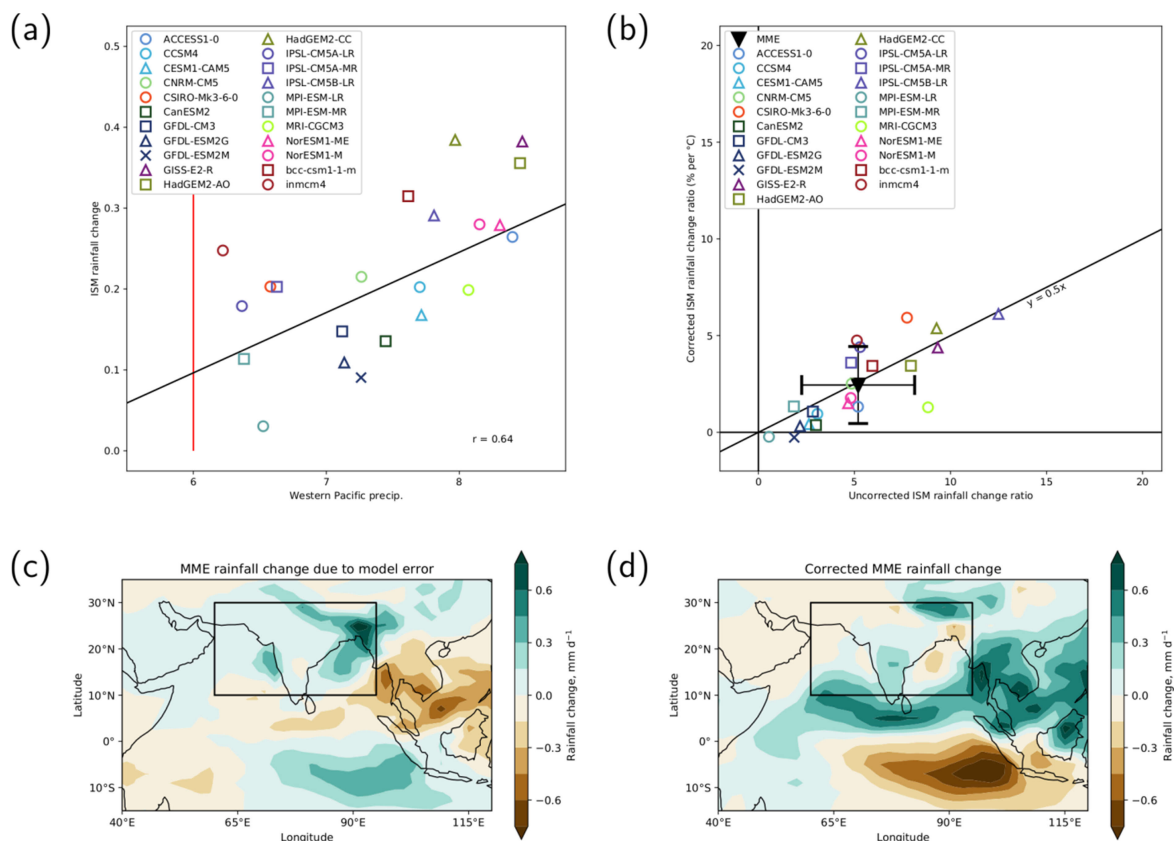 (a)
0.5
0.4
0.3
0.2
0.1
0.0
ISM rainfall change
ACCESS1-0
CCSM4
CESM1-CAM5
CNRM-CM5
CSIRO-Mk3-6-0
CanESM2
GFDL-CM3
GFDL-ESM2G
GFDL-ESM2M
GISS-E2-R
HadGEM2-AO
HadGEM2-CC
IPSL-CM5A-LR
IPSL-CM5A-MR
IPSL-CM5B-LR
MPI-ESM-LR
MPI-ESM-MR
MRI-CGCM3
NorESM1-ME
NorESM1-M
bcc-csm1-1-m
inmcm4
r = 0.64
6
7
8
Western Pacific precip.
(b)
20
15
10
5
0
Corrected ISM rainfall change ratio (% per °C)
MME
ACCESS1-0
CCSM4
CESM1-CAM5
CNRM-CM5
CSIRO-Mk3-6-0
CanESM2
GFDL-CM3
GFDL-ESM2G
GFDL-ESM2M
GISS-E2-R
HadGEM2-AO
HadGEM2-CC
IPSL-CM5A-LR
IPSL-CM5A-MR
IPSL-CM5B-LR
MPI-ESM-LR
MPI-ESM-MR
MRI-CGCM3
NorESM1-ME
NorESM1-M
bcc-csm1-1-m
inmcm4
y = 0.5x
0
5
10
15
20
Uncorrected ISM rainfall change ratio
(c)
MME rainfall change due to model error
30°N
20°N
10°N
0°
10°S
Latitude
40°E
65°E
90°E
115°E
Longitude
0.6
0.3
0.0
−0.3
−0.6
Rainfall change, mm d⁻¹
(d)
Corrected MME rainfall change
30°N
20°N
10°N
0°
10°S
Latitude
40°E
65°E
90°E
115°E
Longitude
0.6
0.3
0.0
−0.3
−0.6
Rainfall change, mm d⁻¹